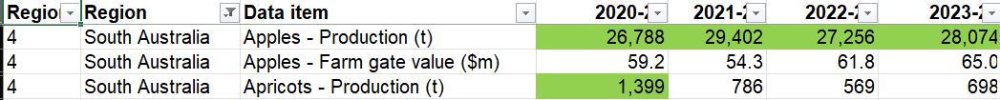 Regio Region Data item 2020-2 2021-2 2022-2 2023-2
4 South Australia Apples - Production (t) 26,788 29,402 27,256 28,074
4 South Australia Apples - Farm gate value ($m) 59.2 54.3 61.8 65.0
4 South Australia Apricots - Production (t) 1,399 786 569 698